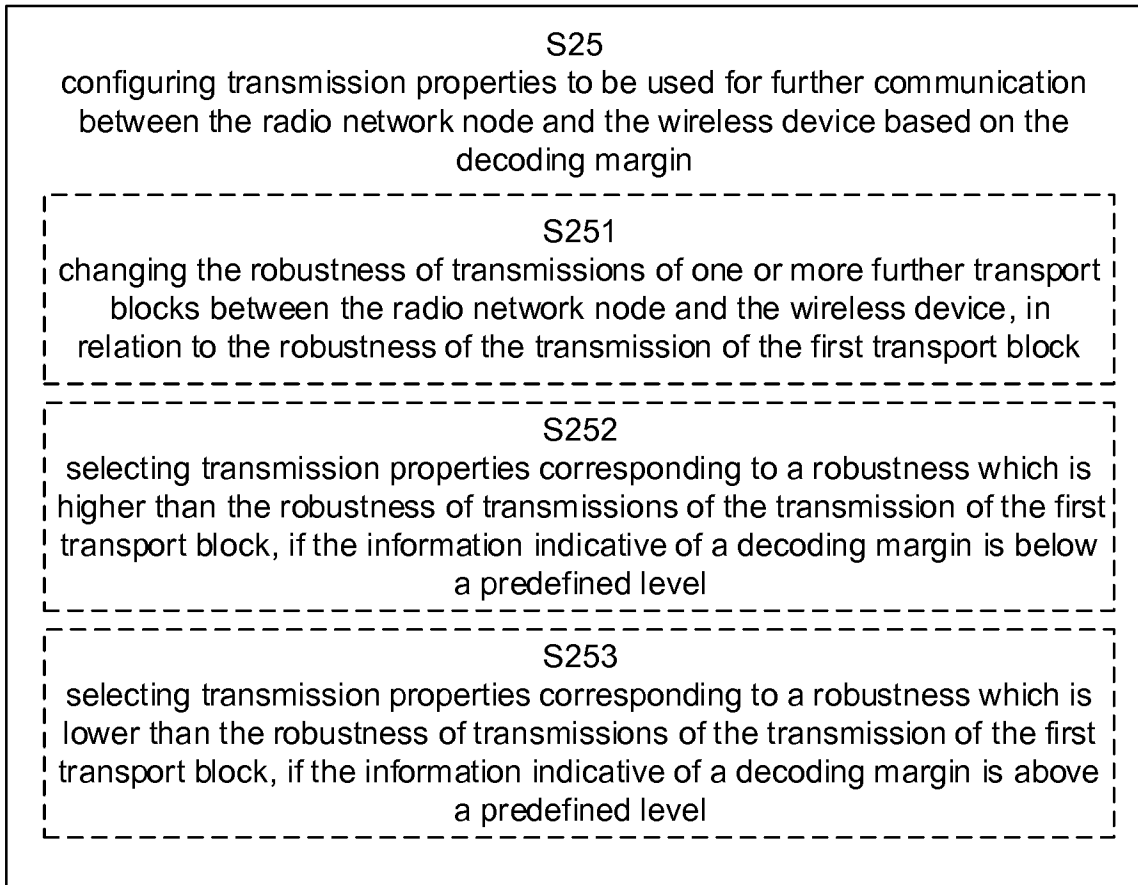 S25
configuring transmission properties to be used for further communication
between the radio network node and the wireless device based on the
decoding margin
S251
changing the robustness of transmissions of one or more further transport
blocks between the radio network node and the wireless device, in
relation to the robustness of the transmission of the first transport block
S252
selecting transmission properties corresponding to a robustness which is
higher than the robustness of transmissions of the transmission of the first
transport block, if the information indicative of a decoding margin is below
a predefined level
S253
selecting transmission properties corresponding to a robustness which is
lower than the robustness of transmissions of the transmission of the first
transport block, if the information indicative of a decoding margin is above
a predefined level